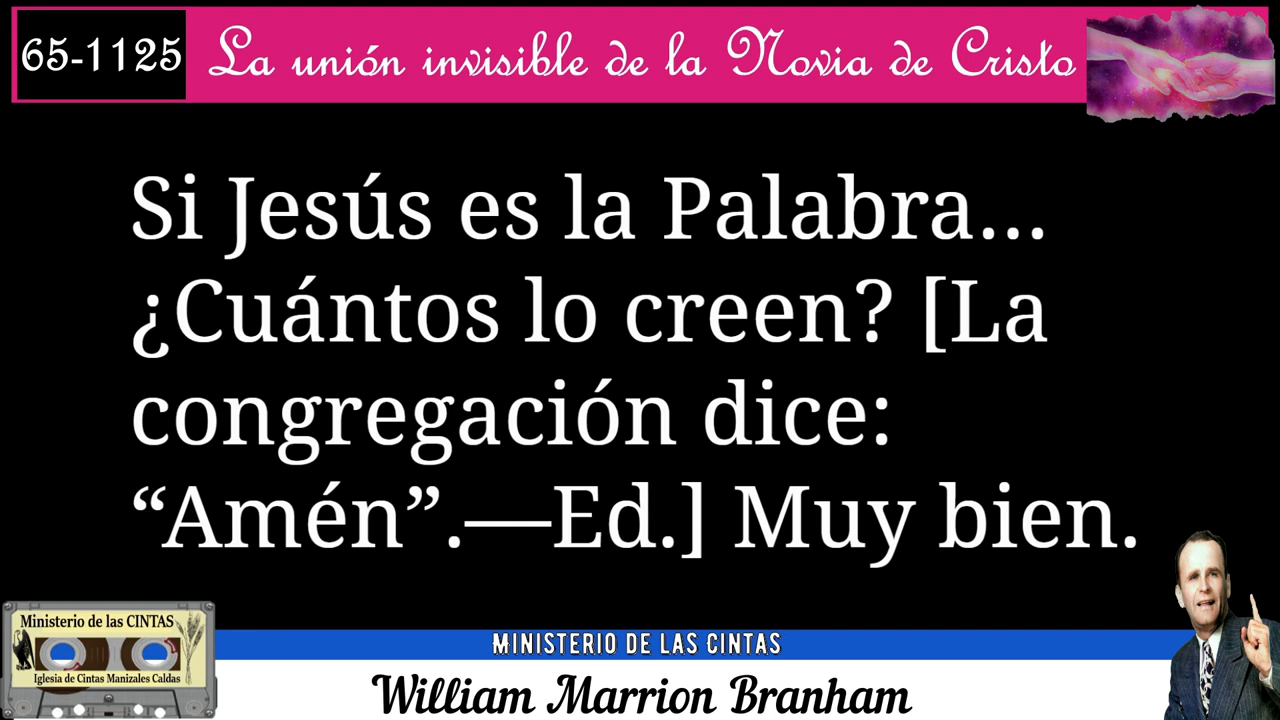 65-1125 La unión invisible de la Novia de Cristo
Si Jesús es la Palabra...
¿Cuántos lo creen? [La
congregación dice:
“Amén”.—Ed.] Muy bien.
Ministerio de las CINTAS
Iglesia de Cintas Manizales Caldas
MINISTERIO DE LAS CINTAS
William Marrion Branham